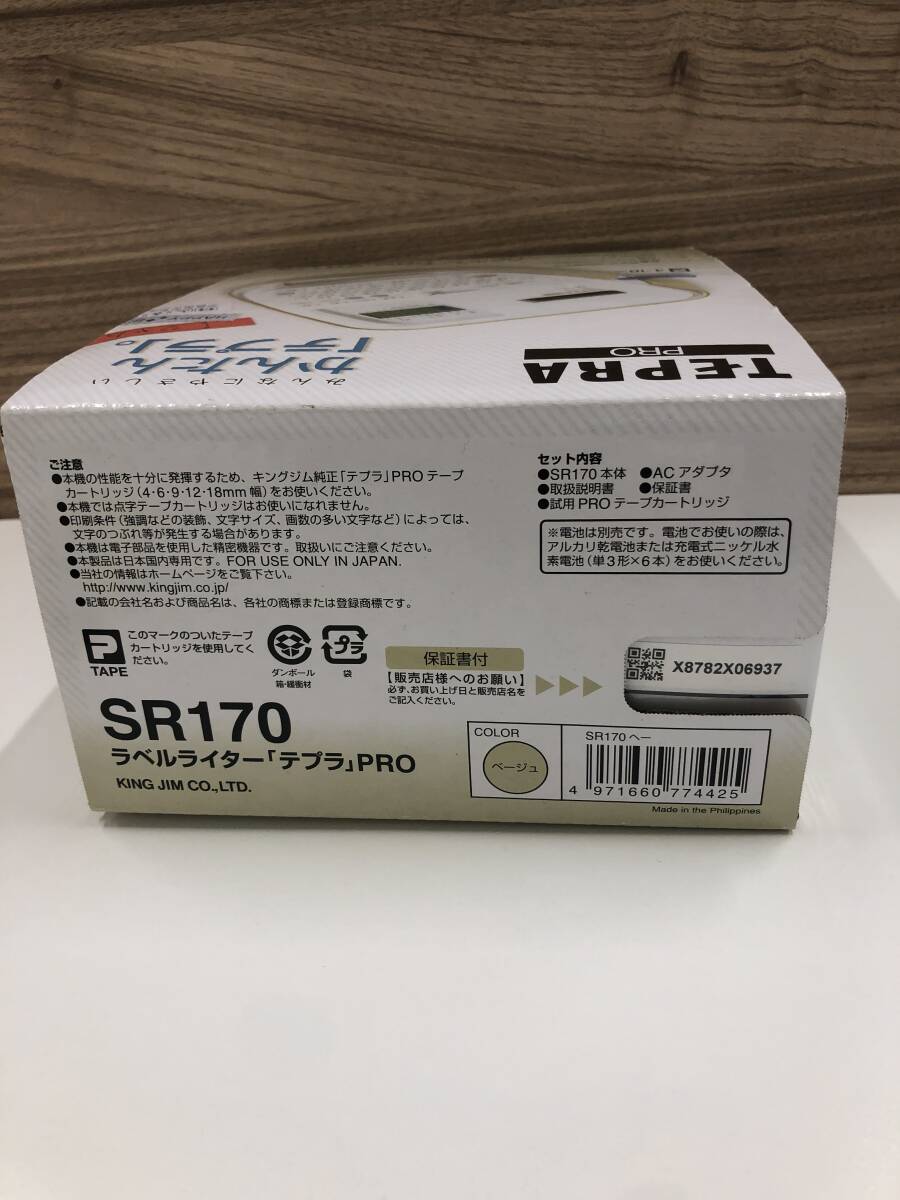 TEPRA
PRO
みんなにやさしい
かんたん
「テプラ」。
ご注意
●本機の性能を十分に発揮するため、キングジム純正「テプラ」PROテープ
カートリッジ（4・6・9・12・18mm 幅）をお使いください。
●本機では点字テープカートリッジはお使いになれません。
●印刷条件（強調などの装飾、文字サイズ、画数の多い文字など）によっては、
文字のつぶれ等が発生する場合があります。
●本機は電子部品を使用した精密機器です。取扱いにご注意ください。
●本製品は日本国内専用です。FOR USE ONLY IN JAPAN.
●当社の情報はホームページをご覧下さい。
http://www.kingjim.co.jp/
●記載の会社名および商品名は、各社の商標または登録商標です。
セット内容
●SR170 本体 ●AC アダプタ
●取扱説明書 ●保証書
●試用PROテープカートリッジ
※電池は別売です。電池でお使いの際は、
アルカリ乾電池または充電式ニッケル水
素電池（単3形×6本）をお使いください。
TAPE
このマークのついたテープ
カートリッジを使用してく
ださい。
ダンボール
箱・緩衝材
プラ
袋
保証書付
【販売店様へのお願い】
必ず、お買い上げ日と販売店名を
ご記入ください。
X8782X06937
SR170
ラベルライター「テプラ」PRO
KING JIM CO.,LTD.
COLOR
ベージュ
SR170 ヘー
4 971660 774425
Made in the Philippines